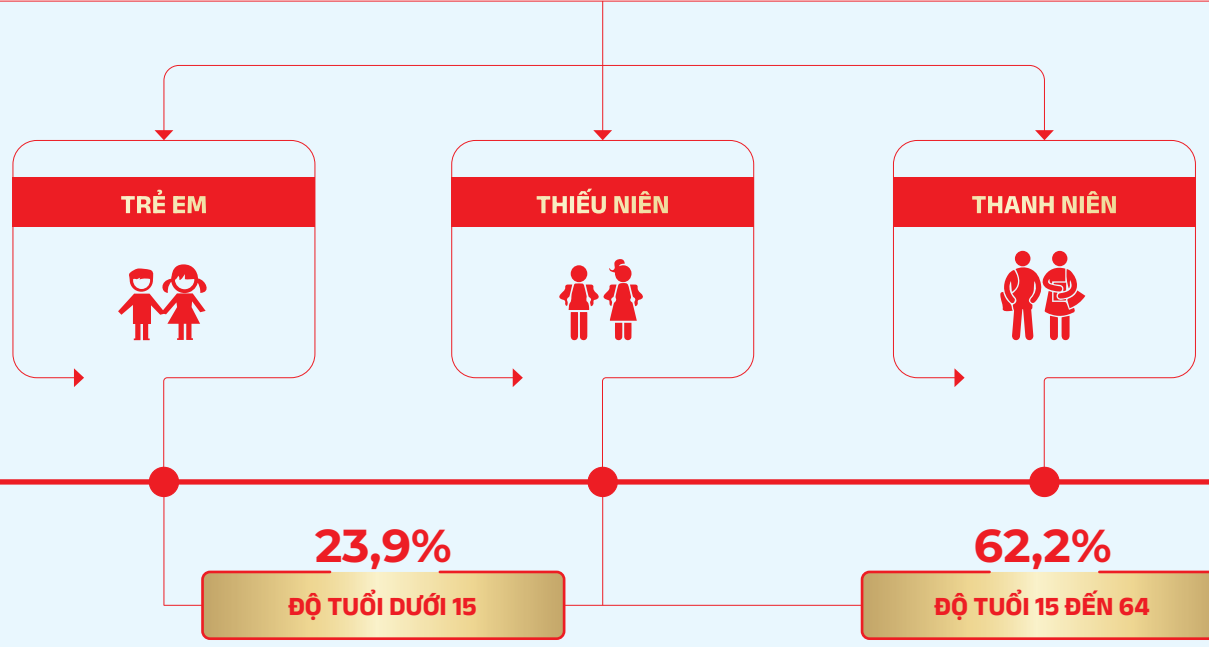 TRẺ EM
THIẾU NIÊN
THANH NIÊN
23,9%
62,2%
ĐỘ TUỔI DƯỚI 15
ĐỘ TUỔI 15 ĐẾN 64